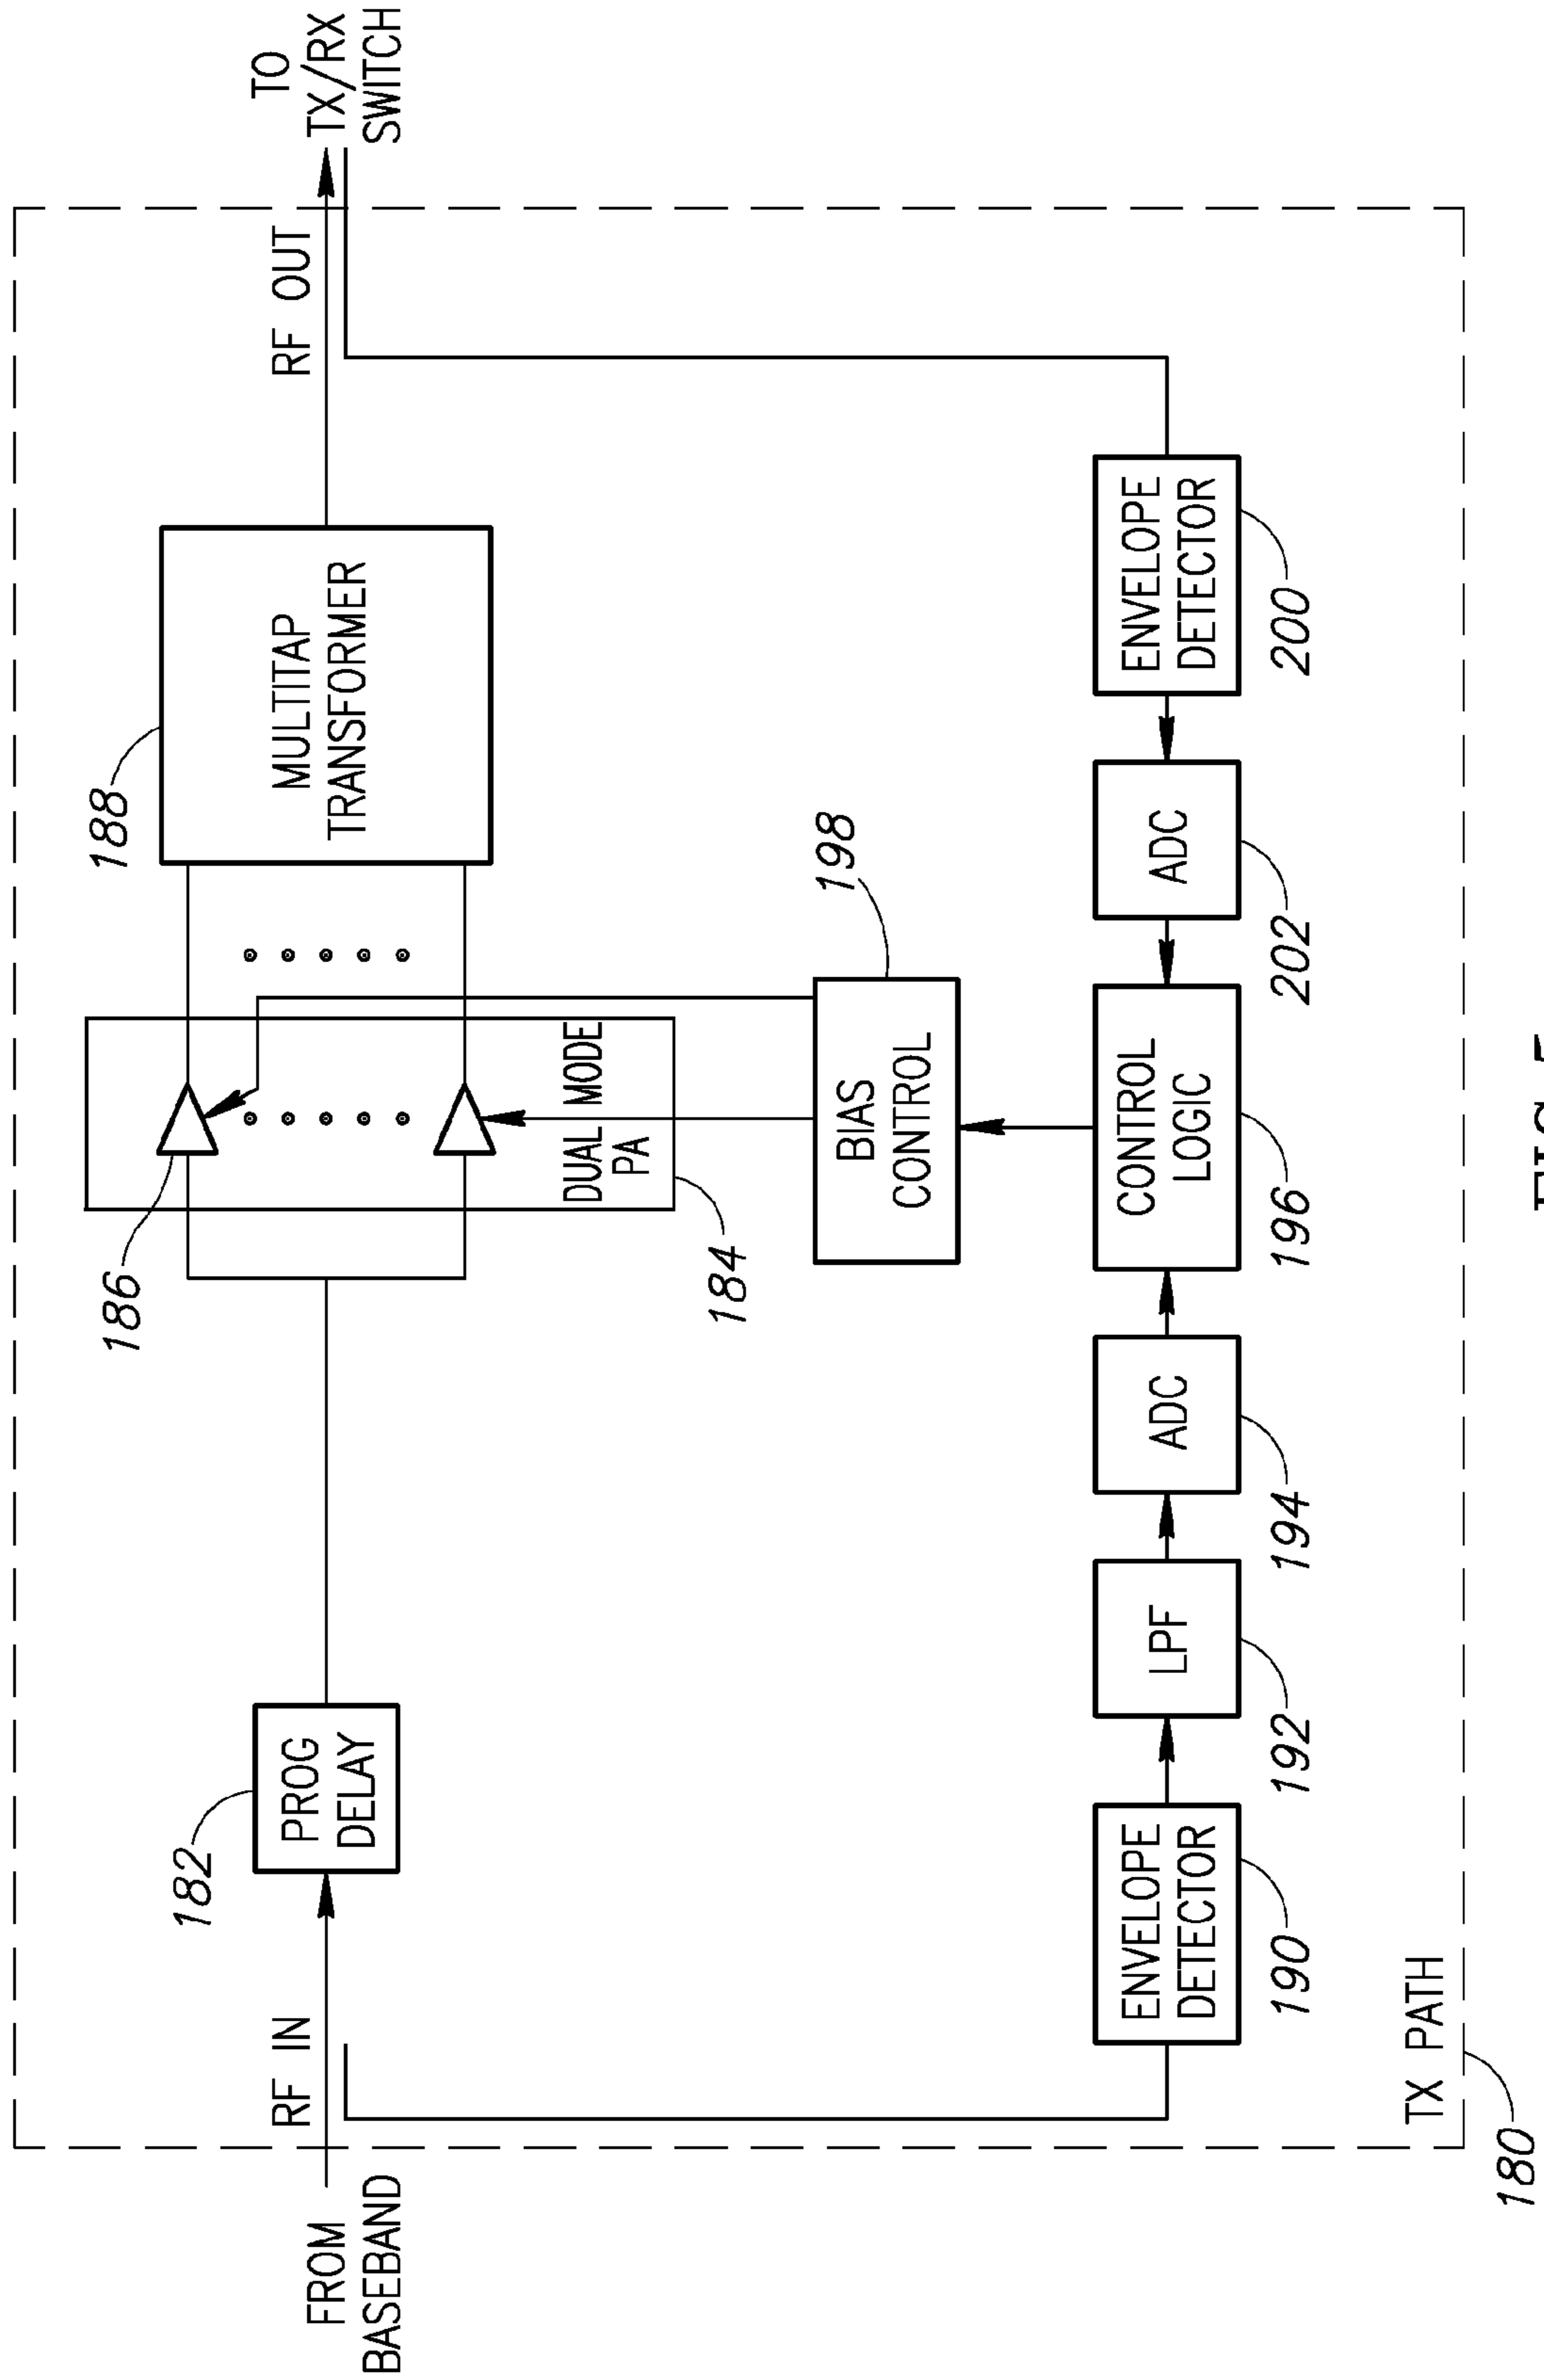 FROM
BASEBAND
RF IN
182
PROG
DELAY
186
184
DUAL MODE
PA
188
MULTITAP
TRANSFORMER
RF OUT
TO
TX/RX
SWITCH
198
BIAS
CONTROL
ENVELOPE
DETECTOR
190
LPF
192
ADC
194
CONTROL
LOGIC
196
ADC
202
ENVELOPE
DETECTOR
200
TX PATH
180